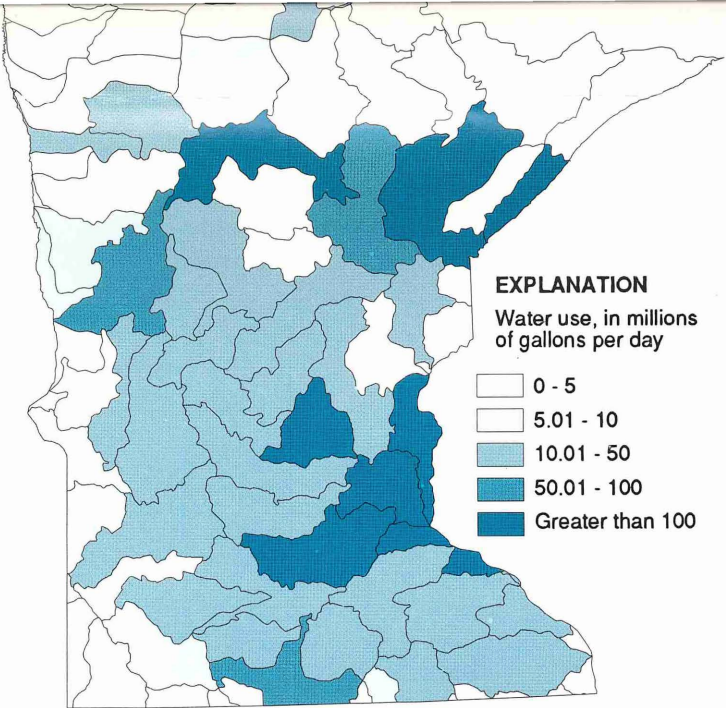 EXPLANATION
Water use, in millions
of gallons per day
0 - 5
5.01 - 10
10.01 - 50
50.01 - 100
Greater than 100